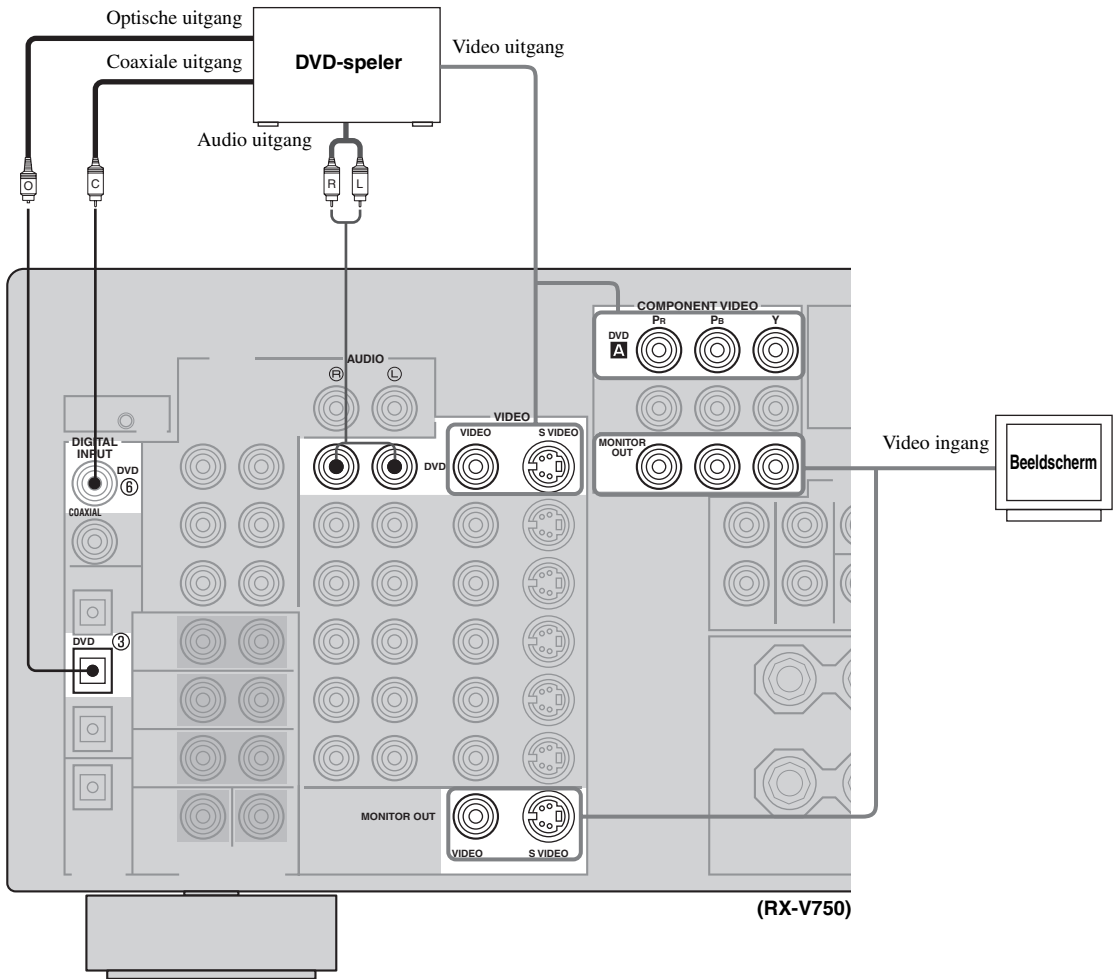 Optische uitgang
Coaxiale uitgang
DVD-speler
Video uitgang
Audio uitgang
O
C
R
L
COMPONENT VIDEO
PR
PB
Y
DVD
A
AUDIO
R
L
VIDEO
VIDEO
S VIDEO
DVD
MONITOR
OUT
Video ingang
Beeldscherm
DIGITAL
INPUT
DVD
⑥
COAXIAL
DVD
③
MONITOR OUT
VIDEO
S VIDEO
(RX-V750)